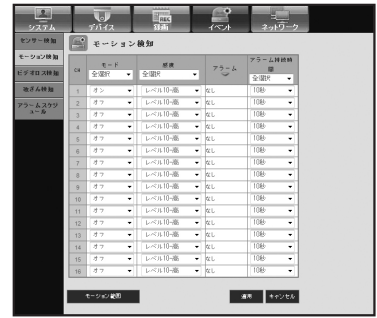 システム デバイス 録画 イベント ネットワーク
REC
センサー検知
モーション検知
ビデオロス検知
改ざん検知
アラームスケジュール
モーション検知
CH モード 感度 アラーム アラーム持続時間
全選択 全選択 全選択
1 オン レベル10-高 なし 10秒
2 オフ レベル10-高 なし 10秒
3 オフ レベル10-高 なし 10秒
4 オフ レベル10-高 なし 10秒
5 オフ レベル10-高 なし 10秒
6 オフ レベル10-高 なし 10秒
7 オフ レベル10-高 なし 10秒
8 オフ レベル10-高 なし 10秒
9 オフ レベル10-高 なし 10秒
10 オフ レベル10-高 なし 10秒
11 オフ レベル10-高 なし 10秒
12 オフ レベル10-高 なし 10秒
13 オフ レベル10-高 なし 10秒
14 オフ レベル10-高 なし 10秒
15 オフ レベル10-高 なし 10秒
16 オフ レベル10-高 なし 10秒
モーション範囲 適用 キャンセル